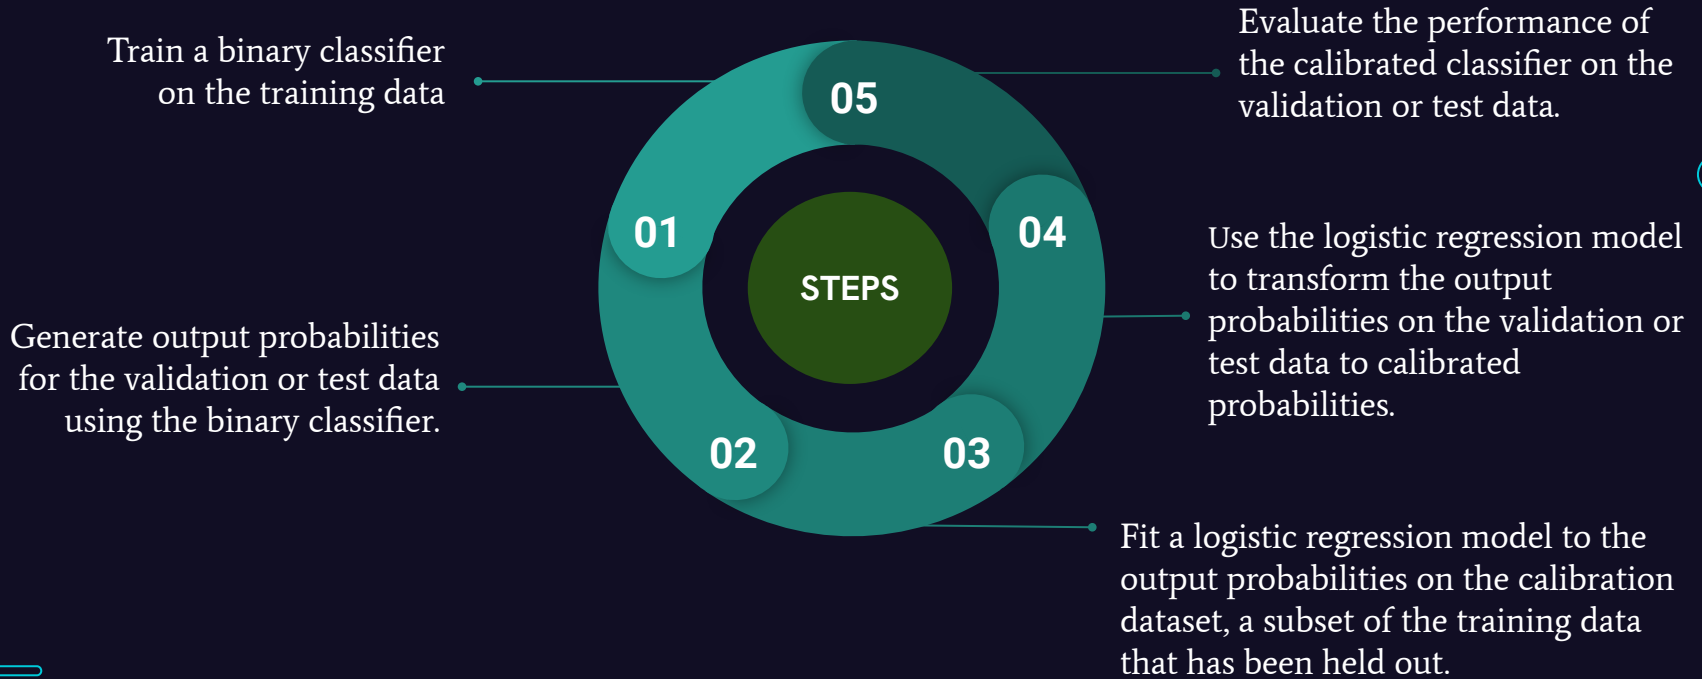 Train a binary classifier
on the training data
01
Generate output probabilities
for the validation or test data
using the binary classifier.
02
STEPS
03
Fit a logistic regression model to the
output probabilities on the calibration
dataset, a subset of the training data
that has been held out.
04
Use the logistic regression model
to transform the output
probabilities on the validation or
test data to calibrated
probabilities.
05
Evaluate the performance of
the calibrated classifier on the
validation or test data.